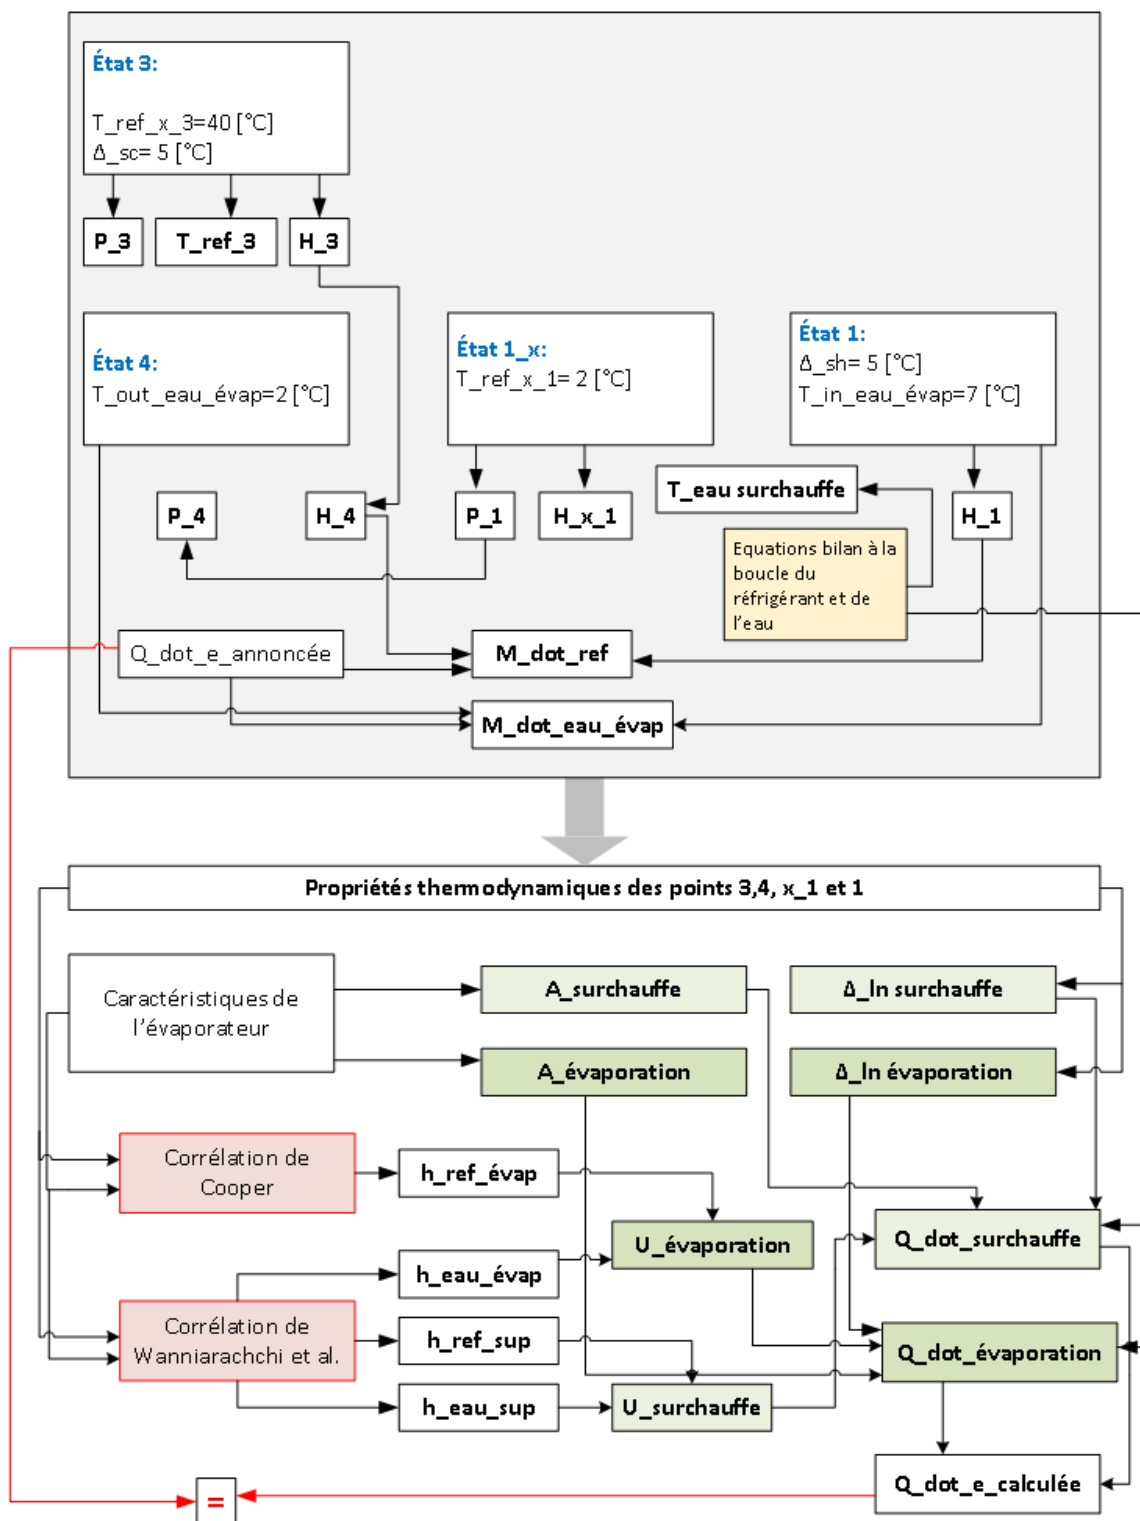 État 3:
T_ref_x_3=40 [°C]
Δ_sc= 5 [°C]
P_3
T_ref_3
H_3
État 4:
T_out_eau_évap=2 [°C]
État 1_x:
T_ref_x_1= 2 [°C]
État 1:
Δ_sh= 5 [°C]
T_in_eau_évap=7 [°C]
T_eau surchauffe
P_4
H_4
P_1
H_x_1
H_1
Equations bilan à la
boucle du
réfrigérant et de
l'eau
Q_dot_e_annoncée
M_dot_ref
M_dot_eau_évap
Propriétés thermodynamiques des points 3,4, x_1 et 1
Caractéristiques de
l'évaporateur
A_surchauffe
Δ_ln surchauffe
A_évaporation
Δ_ln évaporation
Corrélation de
Cooper
h_ref_évap
U_évaporation
Q_dot_surchauffe
h_eau_évap
Corrélation de
Wanniarachchi et al.
h_ref_sup
Q_dot_évaporation
h_eau_sup
U_surchauffe
Q_dot_e_calculée
=